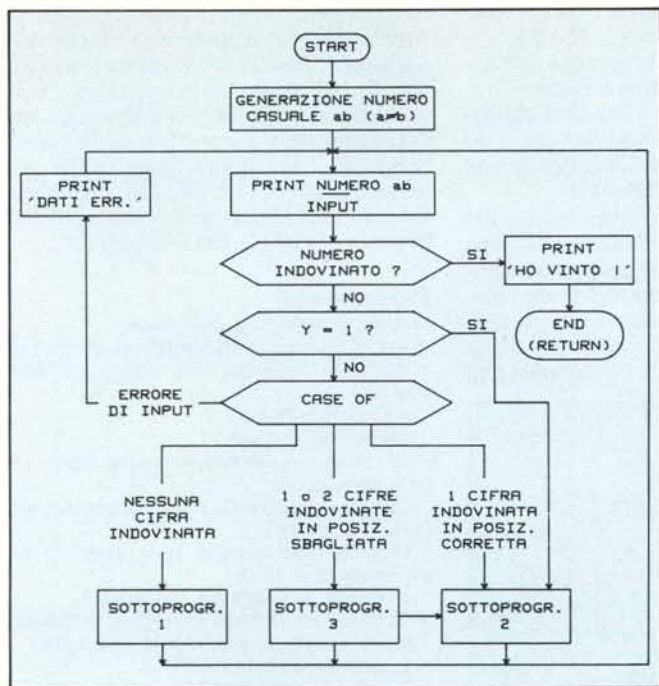 START
GENERAZIONE NUMERO
CASUALE ab (a≠b)
PRINT
'DATI ERR.'
PRINT NUMERO ab
INPUT
NUMERO
INDOVINATO ?
SI
PRINT
'HO VINTO !'
NO
END
(RETURN)
Y = 1 ?
SI
NO
ERRORE
DI INPUT
CASE OF
NESSUNA
CIFRA
INDOVINATA
1 o 2 CIFRE
INDOVINATE
IN POSIZ.
SBAGLIATA
1 CIFRA
INDOVINATA
IN POSIZ.
CORRETTA
SOTTOPROGR.
1
SOTTOPROGR.
3
SOTTOPROGR.
2